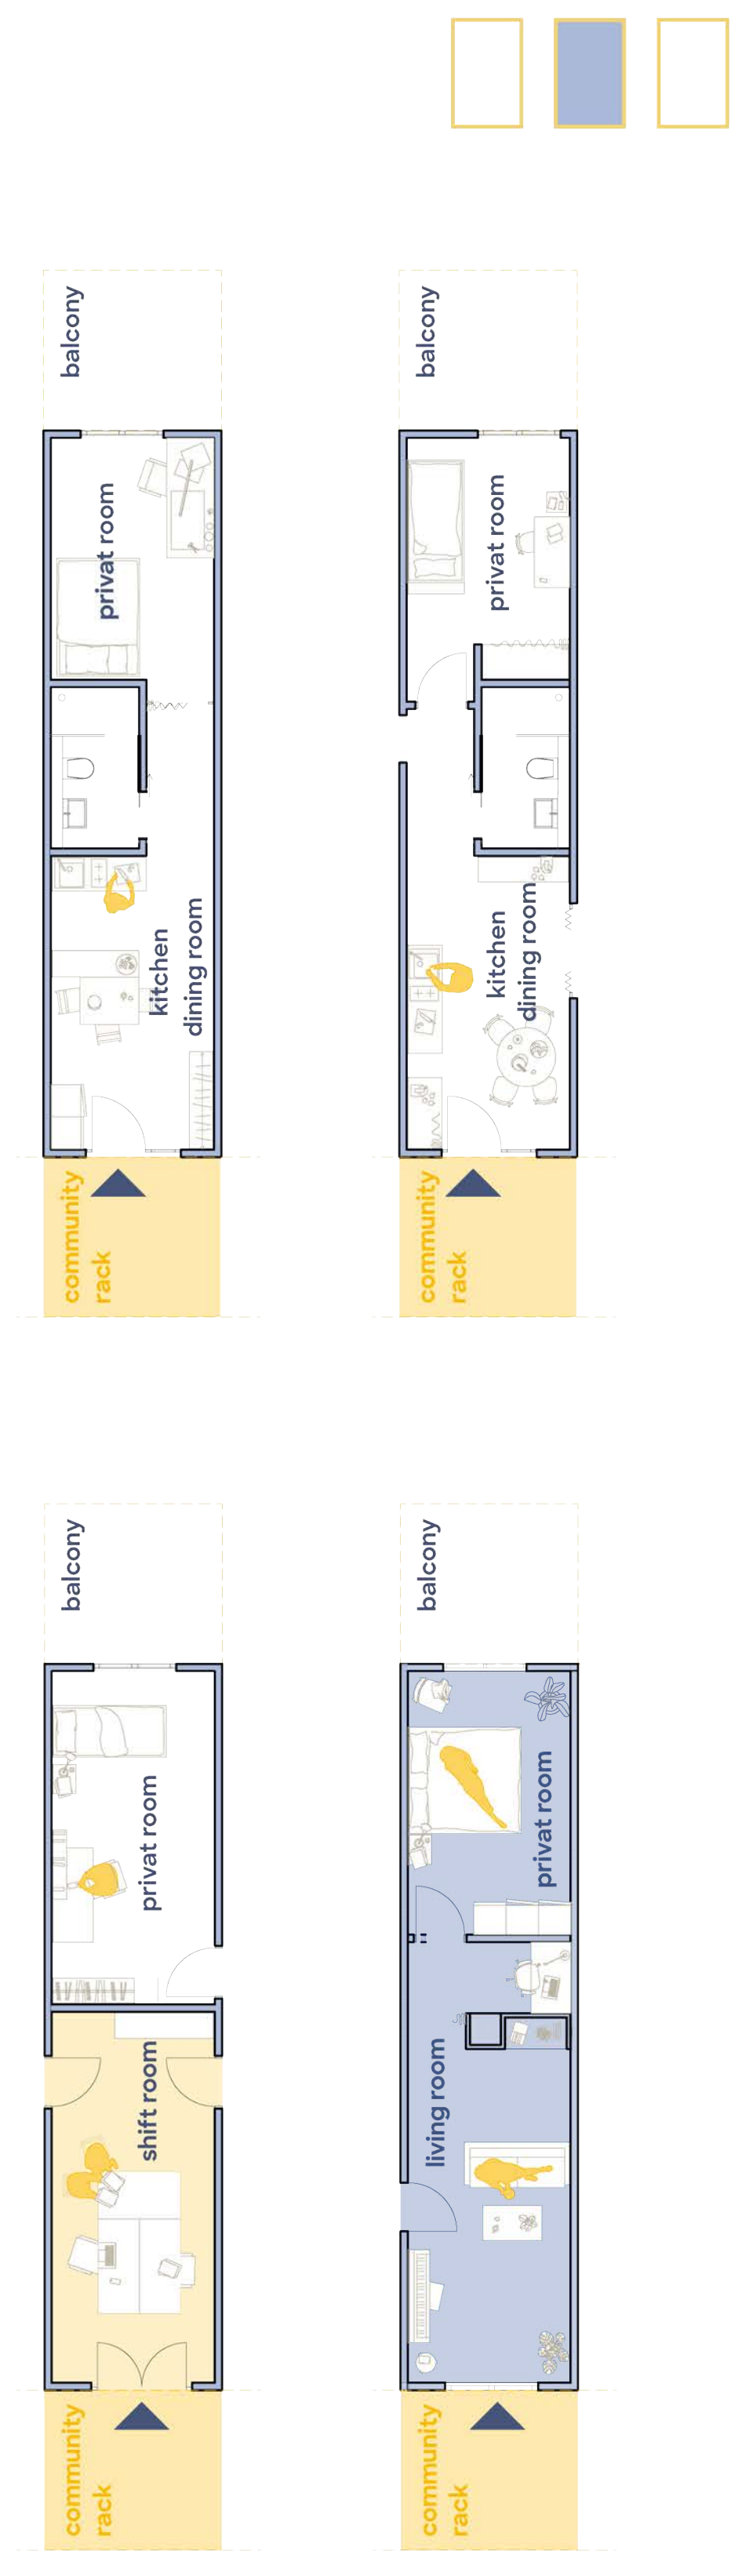 balcony
privat room
kitchen
dining room
community
rack
balcony
privat room
kitchen
dining room
community
rack
balcony
privat room
shift room
community
rack
balcony
privat room
living room
community
rack